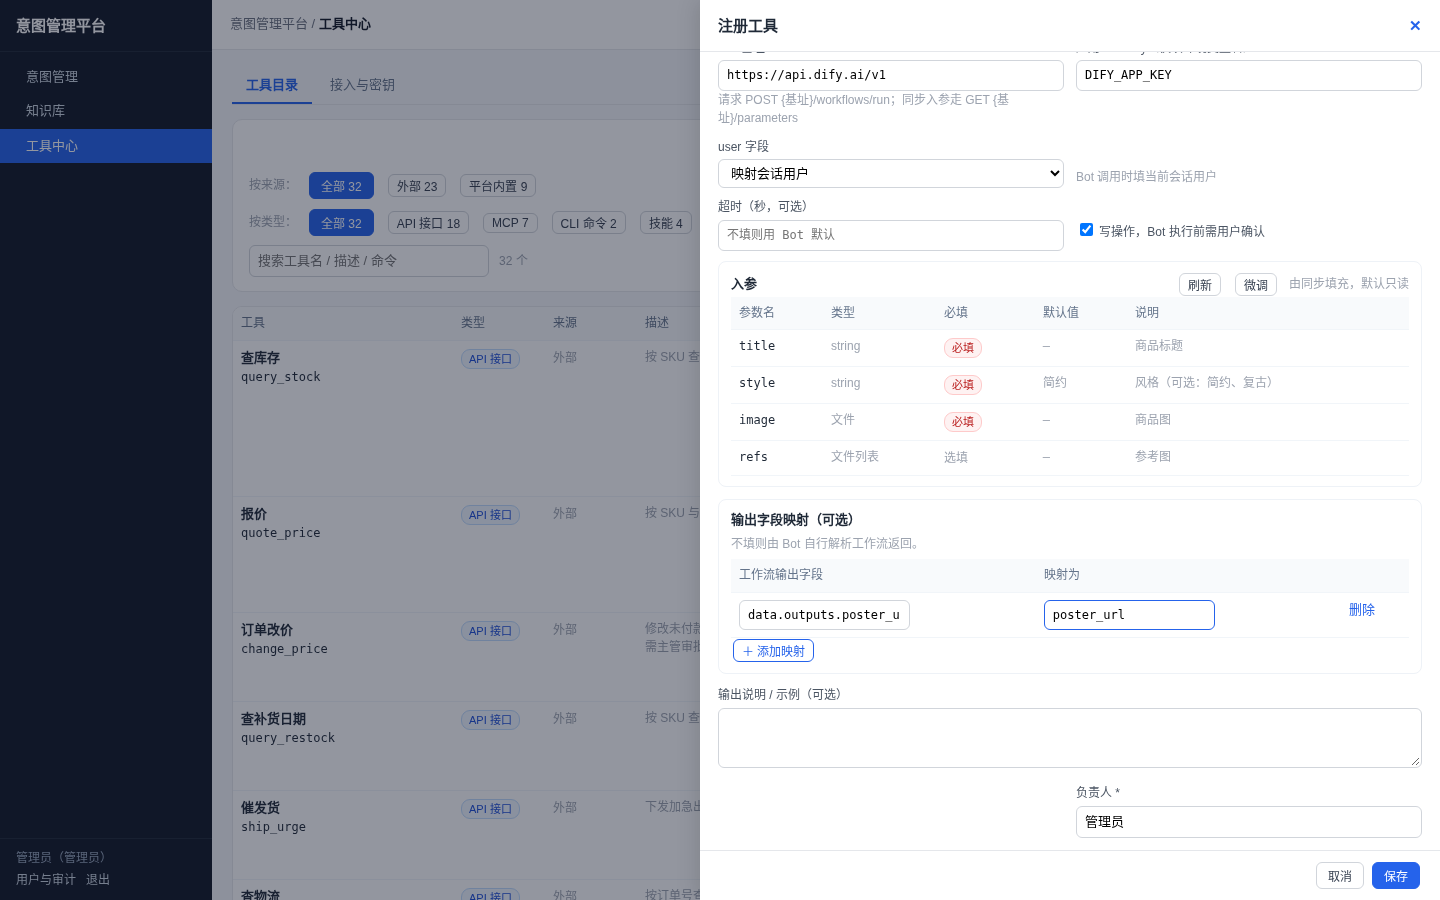 意图管理平台
意图管理
知识库
工具中心
管理员（管理员）
用户与审计 退出
意图管理平台 / 工具中心
工具目录 接入与密钥
按来源： 全部 32 外部 23 平台内置 9
按类型： 全部 32 API 接口 18 MCP 7 CLI 命令 2 技能 4
搜索工具名 / 描述 / 命令 32 个
工具 类型 来源 描述
查库存 API 接口 外部 按 SKU 查
query_stock
报价 API 接口 外部 按 SKU 与
quote_price
订单改价 API 接口 外部 修改未付款
change_price 需主管审批
查补货日期 API 接口 外部 按 SKU 查
query_restock
催发货 API 接口 外部 下发加急出
ship_urge
查物流 API 接口 外部 按订单号查
注册工具 ×
https://api.dify.ai/v1 DIFY_APP_KEY
请求 POST {基址}/workflows/run；同步入参走 GET {基
址}/parameters
user 字段
映射会话用户 Bot 调用时填当前会话用户
超时（秒，可选）
不填则用 Bot 默认 写操作，Bot 执行前需用户确认
入参 刷新 微调 由同步填充，默认只读
参数名 类型 必填 默认值 说明
title string 必填 — 商品标题
style string 必填 简约 风格（可选：简约、复古）
image 文件 必填 — 商品图
refs 文件列表 选填 — 参考图
输出字段映射（可选）
不填则由 Bot 自行解析工作流返回。
工作流输出字段 映射为
data.outputs.poster_u poster_url 删除
＋ 添加映射
输出说明 / 示例（可选）
负责人 *
管理员
取消 保存